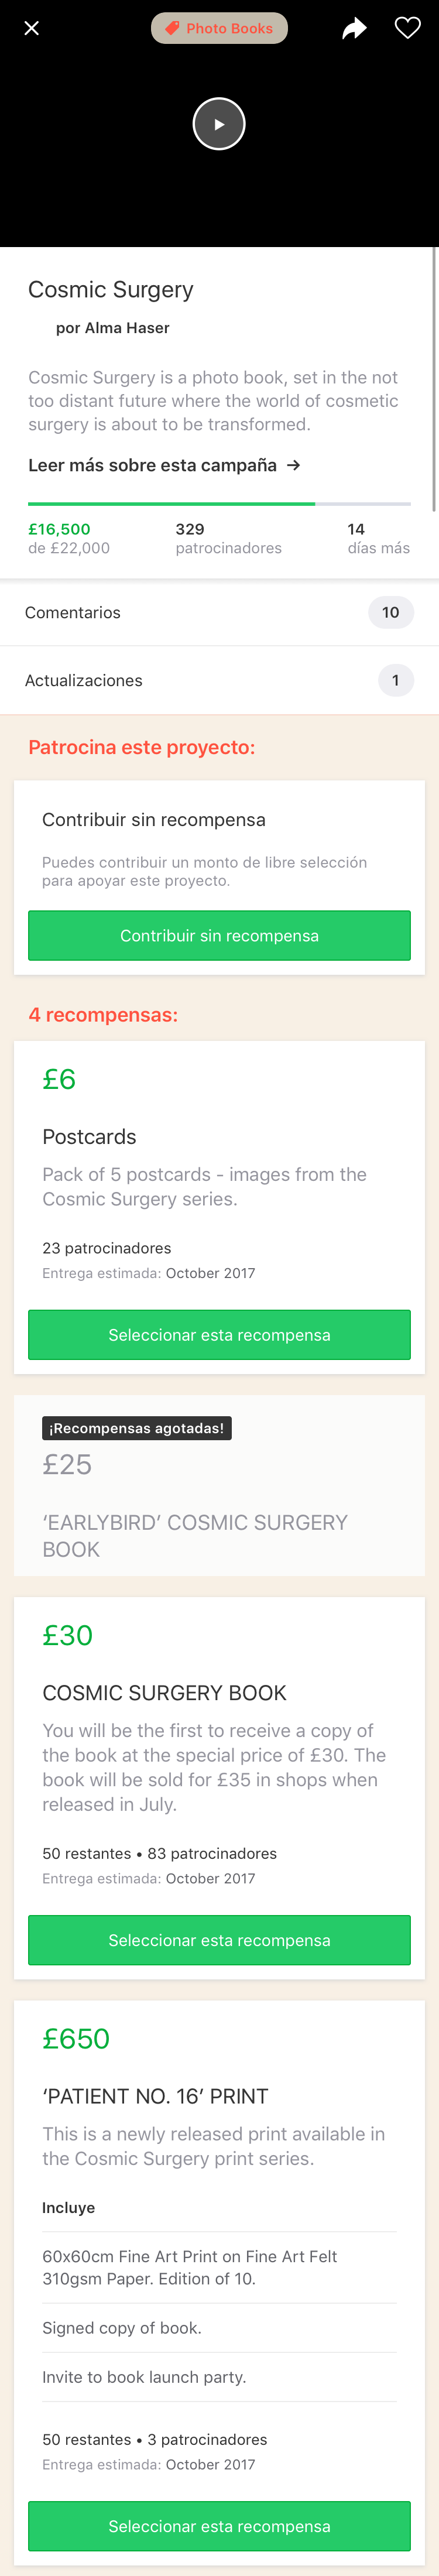 Photo Books
Cosmic Surgery
por Alma Haser
Cosmic Surgery is a photo book, set in the not
too distant future where the world of cosmetic
surgery is about to be transformed.
Leer más sobre esta campaña →
£16,500
de £22,000
329
patrocinadores
14
días más
Comentarios
10
Actualizaciones
1
Patrocina este proyecto:
Contribuir sin recompensa
Puedes contribuir un monto de libre selección
para apoyar este proyecto.
Contribuir sin recompensa
4 recompensas:
£6
Postcards
Pack of 5 postcards - images from the
Cosmic Surgery series.
23 patrocinadores
Entrega estimada: October 2017
Seleccionar esta recompensa
¡Recompensas agotadas!
£25
‘EARLYBIRD’ COSMIC SURGERY
BOOK
£30
COSMIC SURGERY BOOK
You will be the first to receive a copy of
the book at the special price of £30. The
book will be sold for £35 in shops when
released in July.
50 restantes • 83 patrocinadores
Entrega estimada: October 2017
Seleccionar esta recompensa
£650
‘PATIENT NO. 16’ PRINT
This is a newly released print available in
the Cosmic Surgery print series.
Incluye
60x60cm Fine Art Print on Fine Art Felt
310gsm Paper. Edition of 10.
Signed copy of book.
Invite to book launch party.
50 restantes • 3 patrocinadores
Entrega estimada: October 2017
Seleccionar esta recompensa